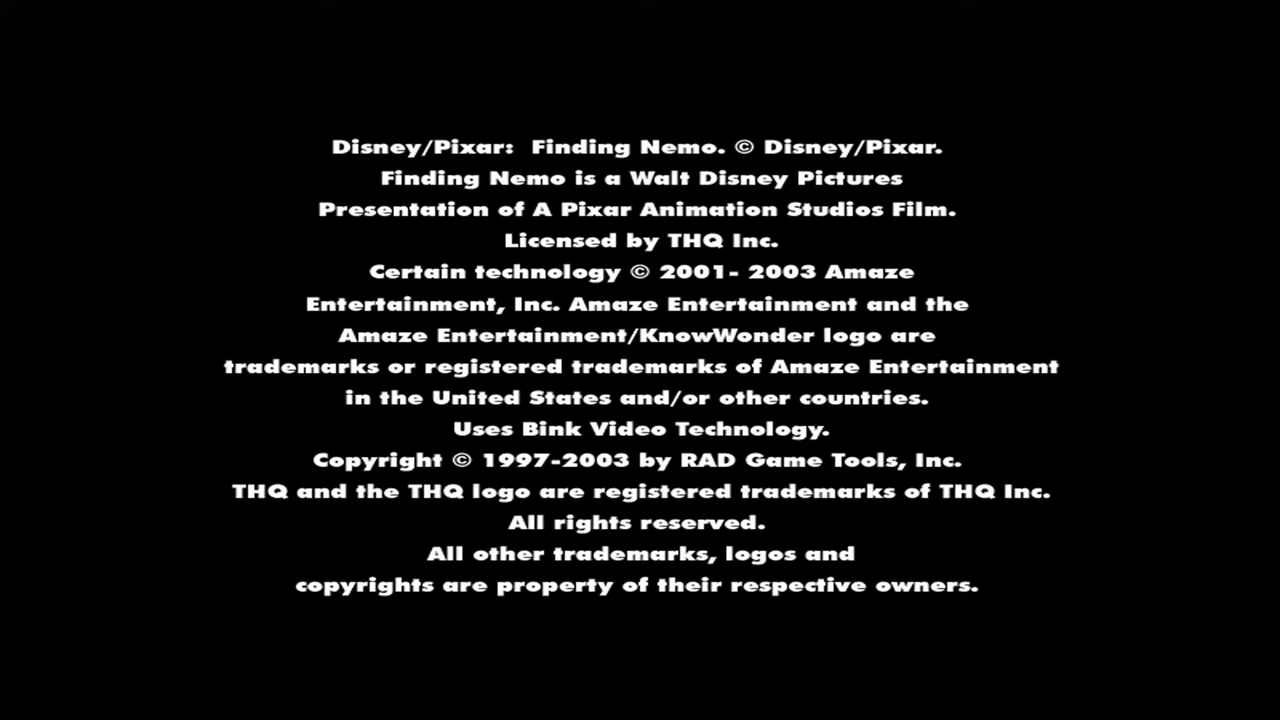 Disney/Pixar:  Finding Nemo. © Disney/Pixar.
Finding Nemo is a Walt Disney Pictures
Presentation of A Pixar Animation Studios Film.
Licensed by THQ Inc.
Certain technology © 2001- 2003 Amaze
Entertainment, Inc. Amaze Entertainment and the
Amaze Entertainment/KnowWonder logo are
trademarks or registered trademarks of Amaze Entertainment
in the United States and/or other countries.
Uses Bink Video Technology.
Copyright © 1997-2003 by RAD Game Tools, Inc.
THQ and the THQ logo are registered trademarks of THQ Inc.
All rights reserved.
All other trademarks, logos and
copyrights are property of their respective owners.